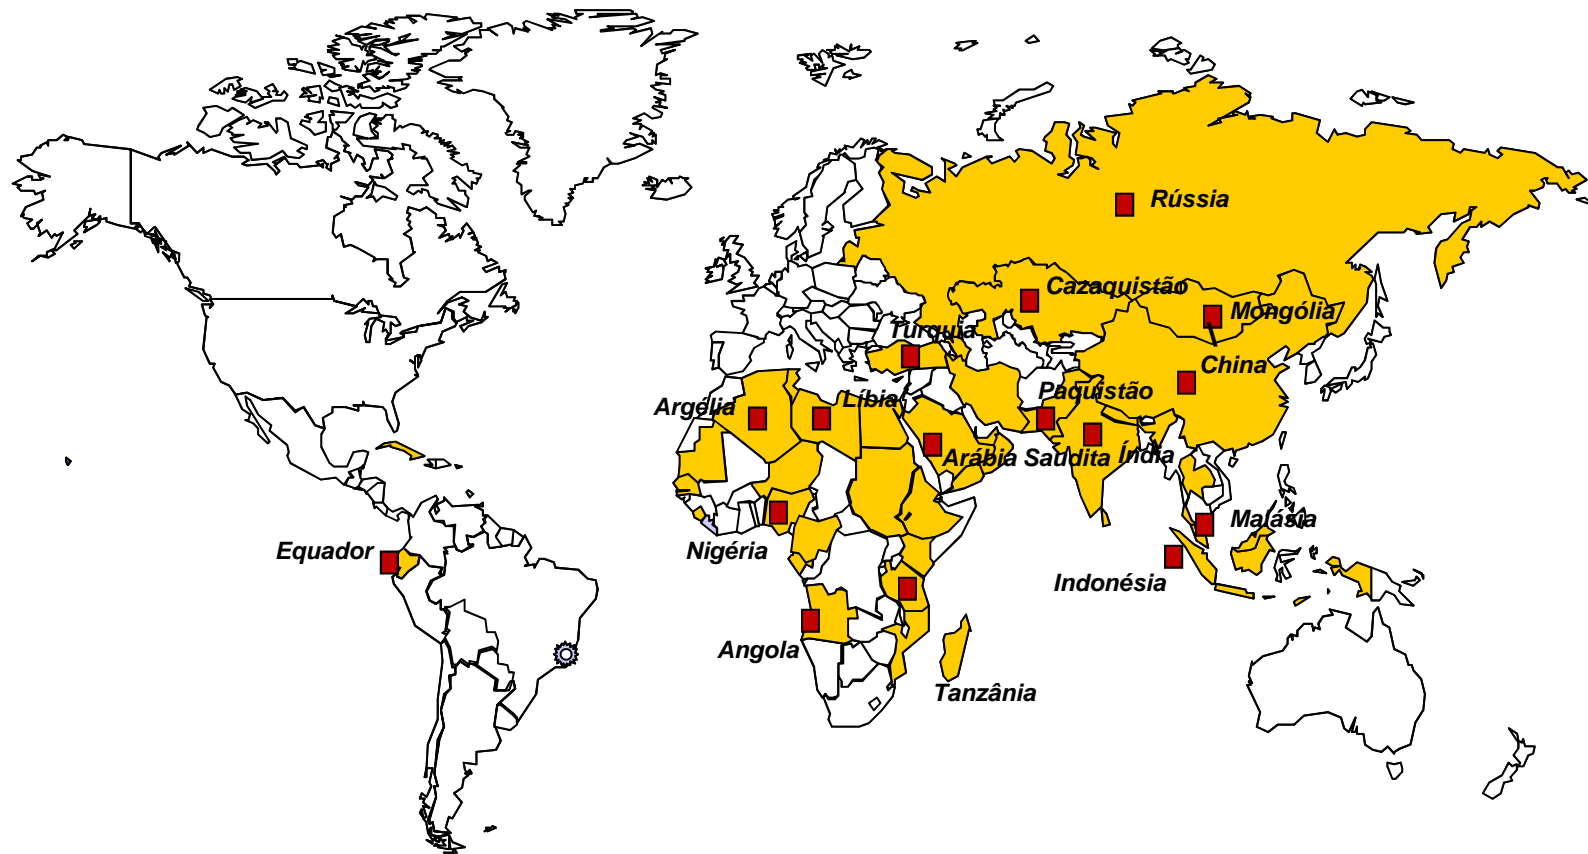 Rússia
Cazaquistão
Mongólia
Turquia
China
Paquistão
Líbia
Argélia
Arábia Saudita
Índia
Malásia
Nigéria
Equador
Indonésia
Angola
Tanzânia